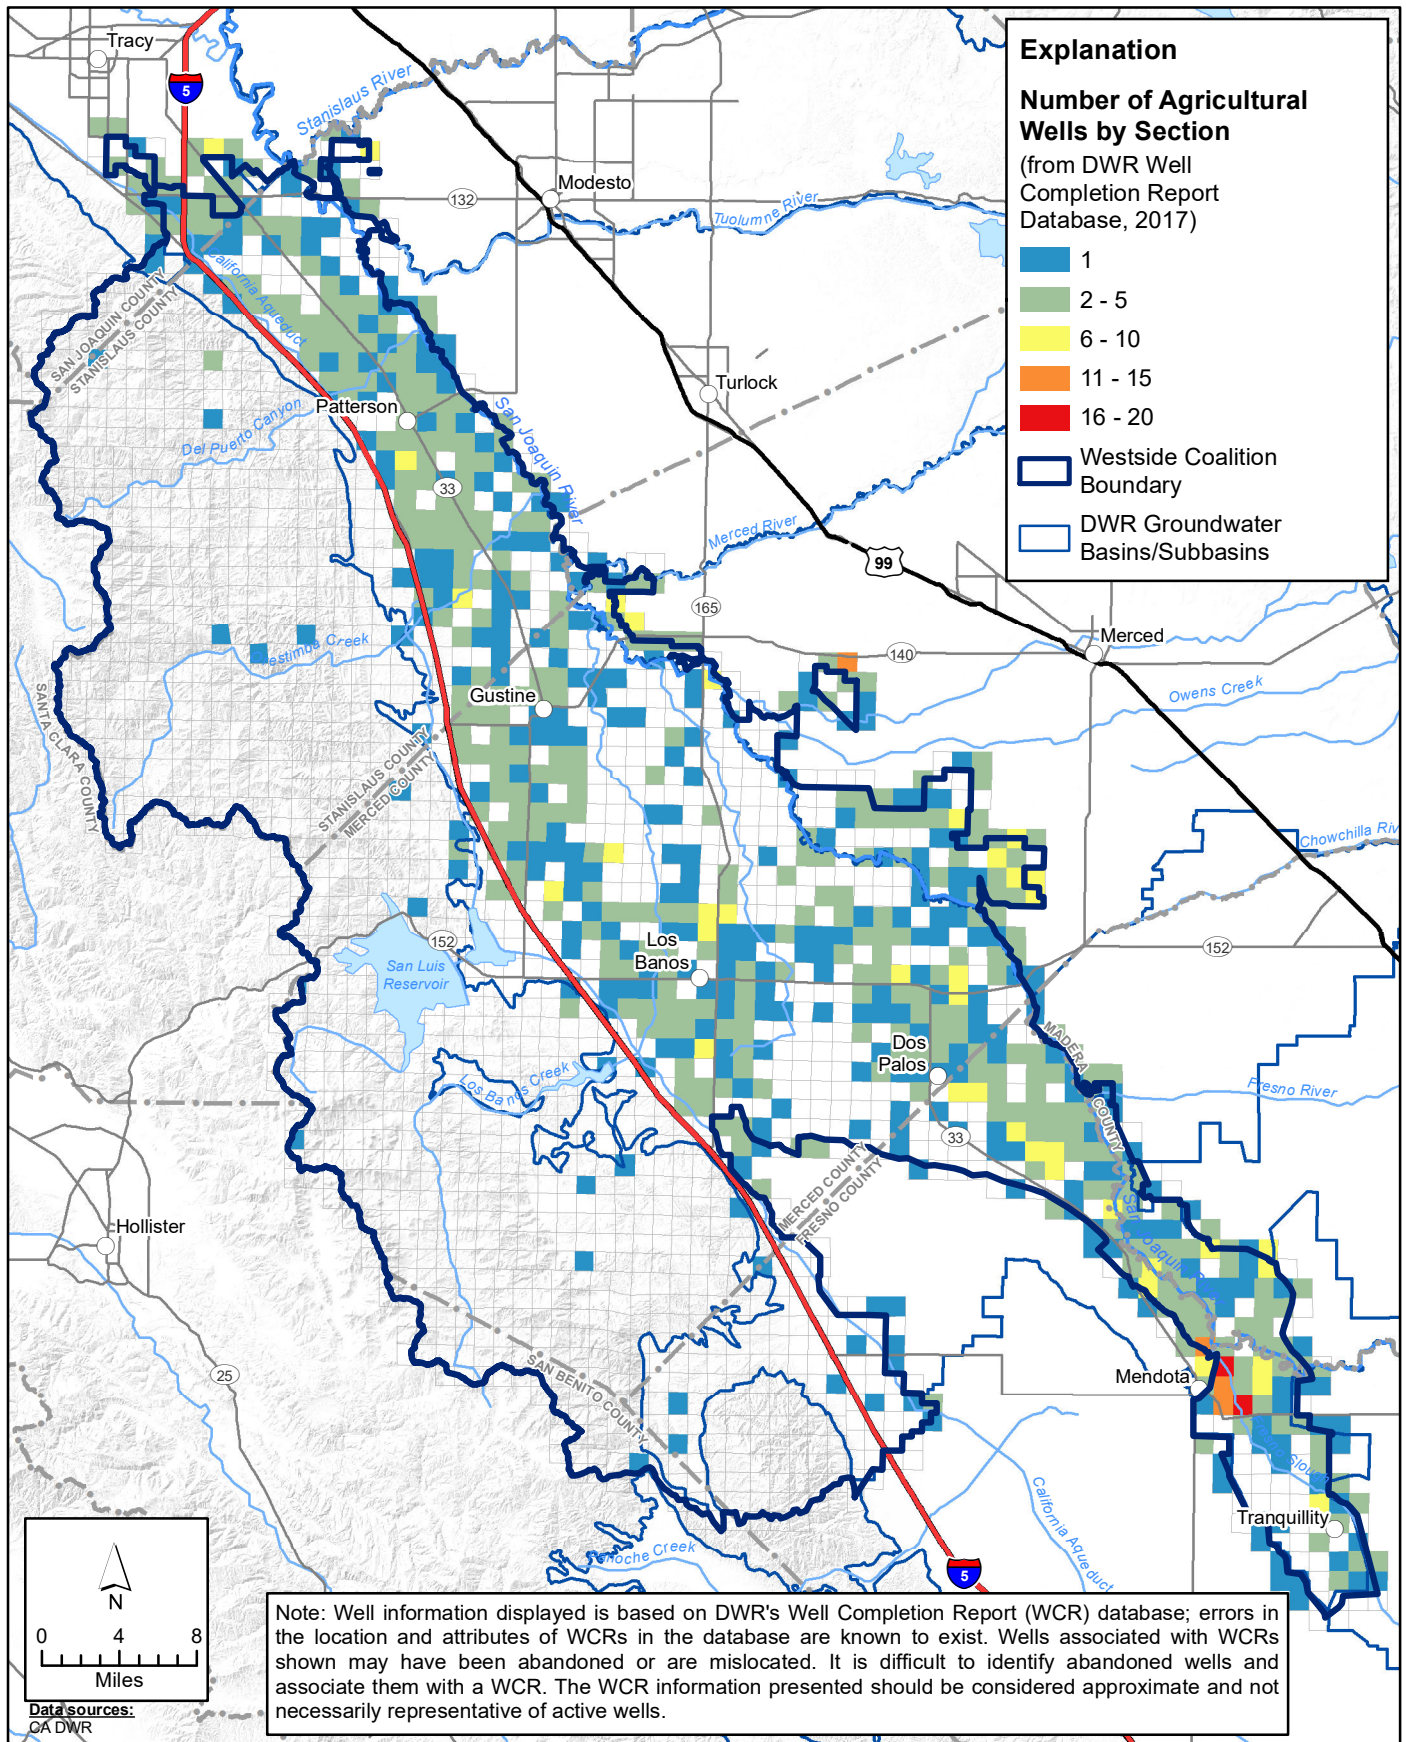 Explanation
Number of Agricultural
Wells by Section
(from DWR Well
Completion Report
Database, 2017)
1
2 - 5
6 - 10
11 - 15
16 - 20
Westside Coalition
Boundary
DWR Groundwater
Basins/Subbasins
Tracy
5
Stanislaus River
132
Modesto
Tuolumne River
California Aqueduct
SAN JOAQUIN COUNTY
STANISLAUS COUNTY
Turlock
Patterson
Del Puerto Canyon
San Joaquin River
33
Merced River
99
165
Merced
140
Orestimba Creek
Owens Creek
Gustine
SANTA CLARA COUNTY
STANISLAUS COUNTY
MERCED COUNTY
Chowchilla Riv
152
Los
Banos
152
San Luis
Reservoir
Dos
Palos
MADERA
COUNTY
Los Banos Creek
Fresno River
33
MERCED COUNTY
FRESNO COUNTY
Hollister
San Joaquin
25
SAN BENITO COUNTY
Mendota
Fresno Slough
California Aqueduct
Tranquillity
Panoche Creek
5
N
0 4 8
Miles
Data sources:
CA DWR
Note: Well information displayed is based on DWR's Well Completion Report (WCR) database; errors in
the location and attributes of WCRs in the database are known to exist. Wells associated with WCRs
shown may have been abandoned or are mislocated. It is difficult to identify abandoned wells and
associate them with a WCR. The WCR information presented should be considered approximate and not
necessarily representative of active wells.